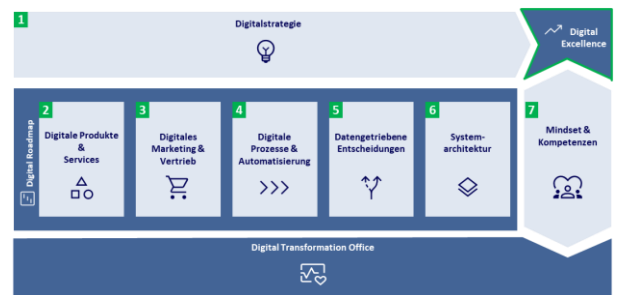 1
Digitalstrategie
Digital
Excellence
Digital Roadmap
2
Digitale Produkte
&
Services
3
Digitales
Marketing &
Vertrieb
4
Digitale
Prozesse &
Automatisierung
5
Datengetriebene
Entscheidungen
6
System-
architektur
7
Mindset &
Kompetenzen
Digital Transformation Office